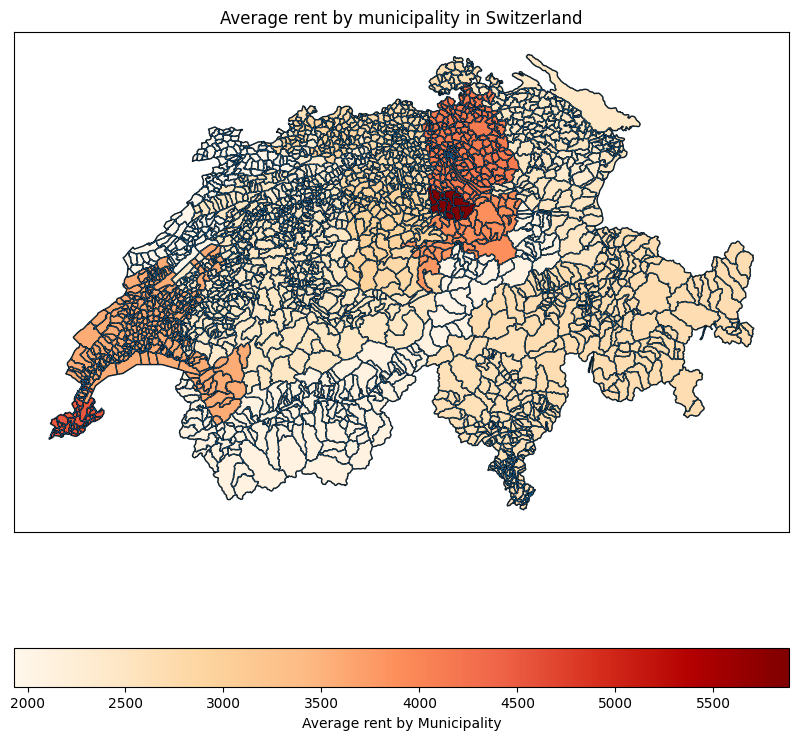 Average rent by municipality in Switzerland
2000 2500 3000 3500 4000 4500 5000 5500
Average rent by Municipality